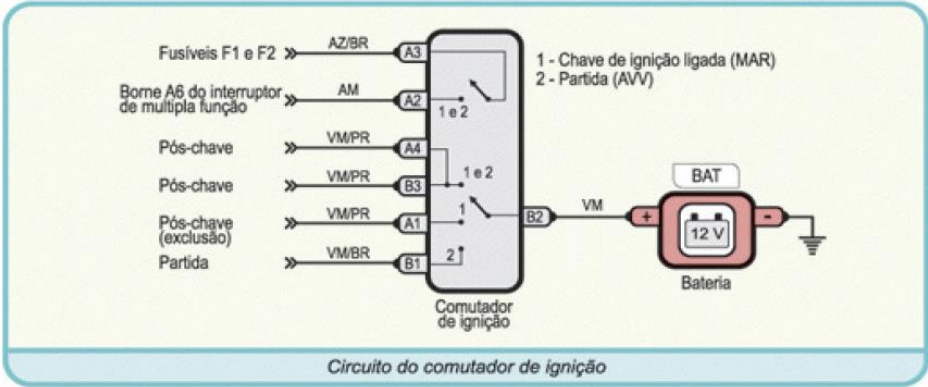 Fusíveis F1 e F2
AZ/BR
A3
1 - Chave de ignição ligada (MAR)
2 - Partida (AVV)
Borne A6 do interruptor
de multipla função
AM
A2
1 e 2
Pós-chave
VM/PR
A4
1 e 2
Pós-chave
VM/PR
B3
BAT
Pós-chave
(exclusão)
VM/PR
A1
1
B2
VM
+
12 V
-
Partida
VM/BR
B1
2
Bateria
Comutador
de ignição
Circuito do comutador de ignição